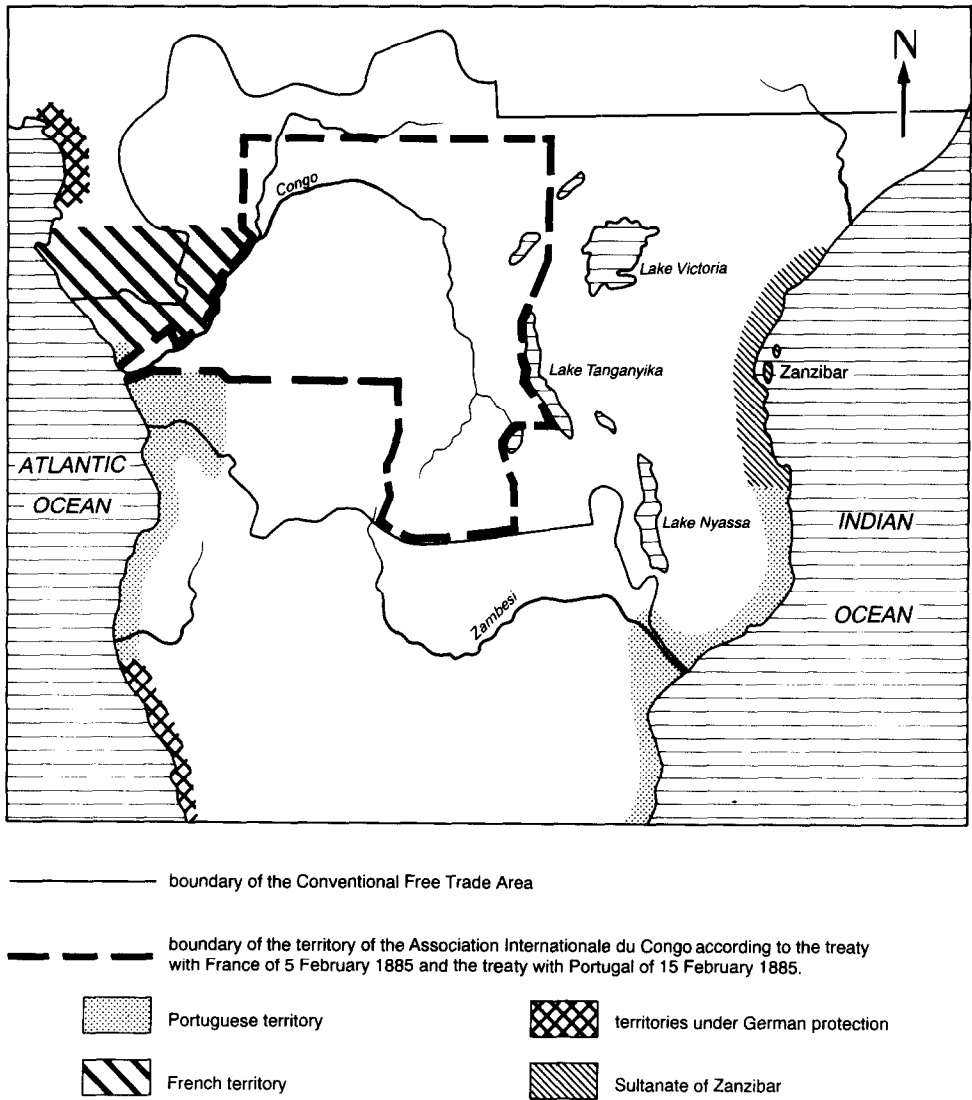 N
Congo
Lake Victoria
Lake Tanganyika
Zanzibar
ATLANTIC
OCEAN
Lake Nyassa
INDIAN
OCEAN
Zambesi
boundary of the Conventional Free Trade Area
boundary of the territory of the Association Internationale du Congo according to the treaty
with France of 5 February 1885 and the treaty with Portugal of 15 February 1885.
Portuguese territory
territories under German protection
French territory
Sultanate of Zanzibar